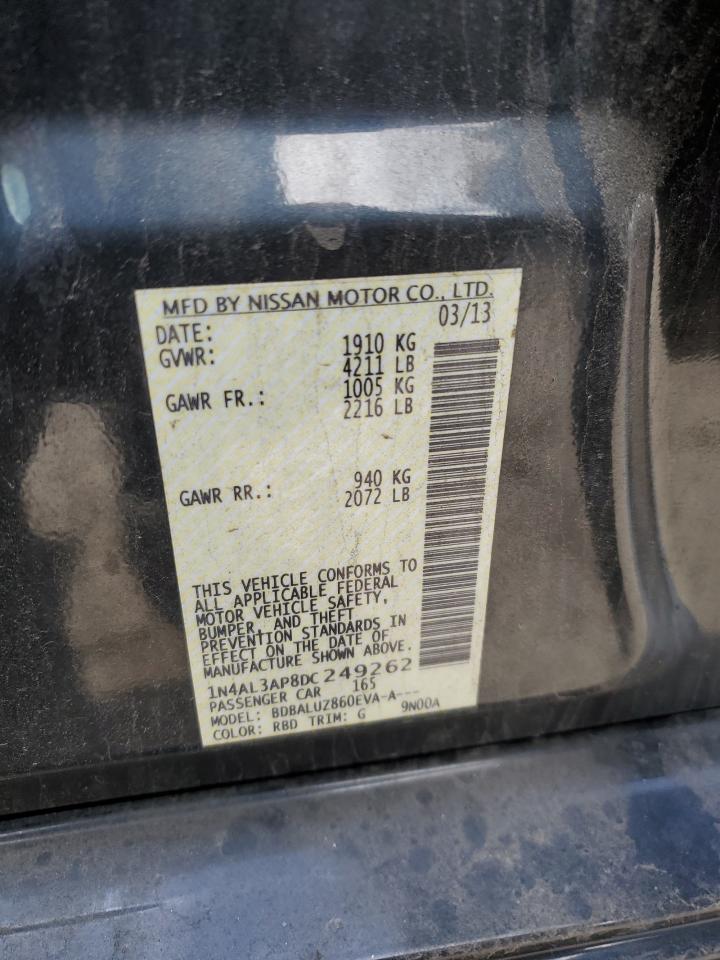 MFD BY NISSAN MOTOR CO., LTD.
DATE: 03/13
GVWR: 1910 KG
4211 LB
GAWR FR.: 1005 KG
2216 LB
GAWR RR.: 940 KG
2072 LB
THIS VEHICLE CONFORMS TO
ALL APPLICABLE FEDERAL
MOTOR VEHICLE SAFETY,
BUMPER, AND THEFT
PREVENTION STANDARDS IN
EFFECT ON THE DATE OF
MANUFACTURE SHOWN ABOVE.
1N4AL3AP8DC249262
PASSENGER CAR 165
MODEL: BDBALUZ860EVA-A---
COLOR: RBD TRIM: G 9N00A